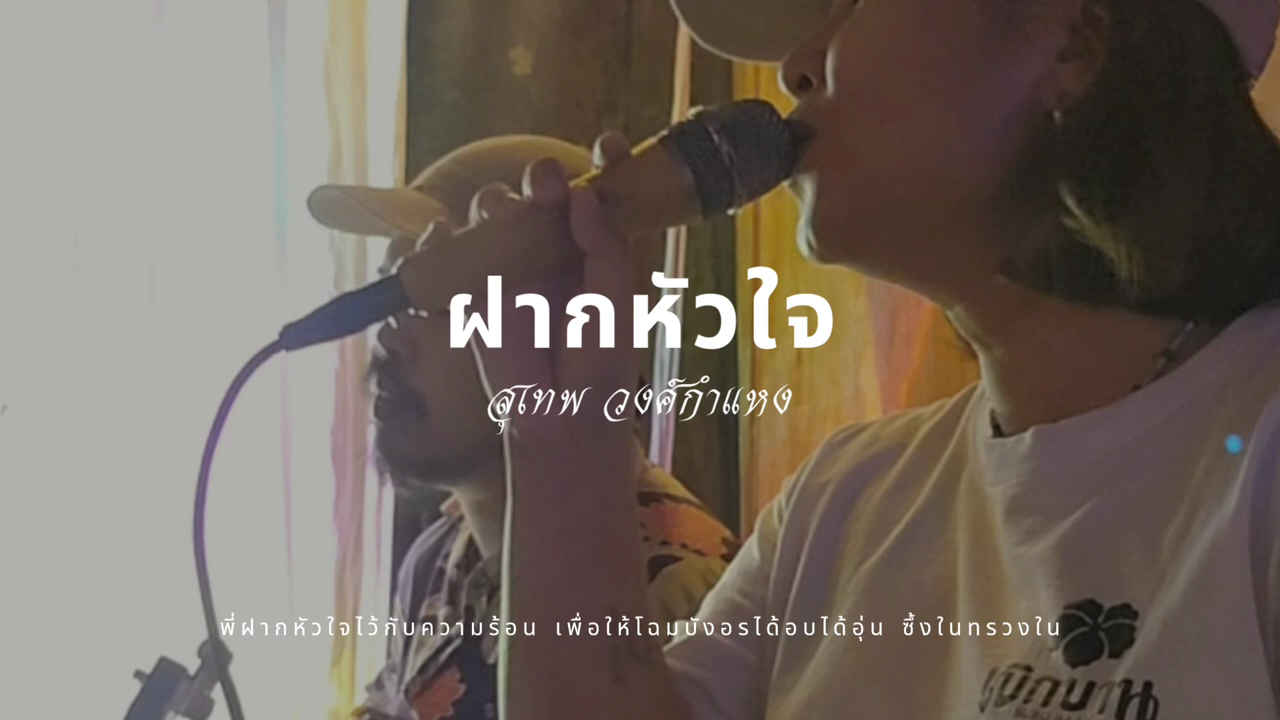 ฝากหัวใจ
สุเทพ วงศ์กำแหง
พี่ฝากหัวใจไว้กับความร้อน เพื่อให้โฉมบังอรได้อบได้อุ่น ซึ้งในทรวงใน